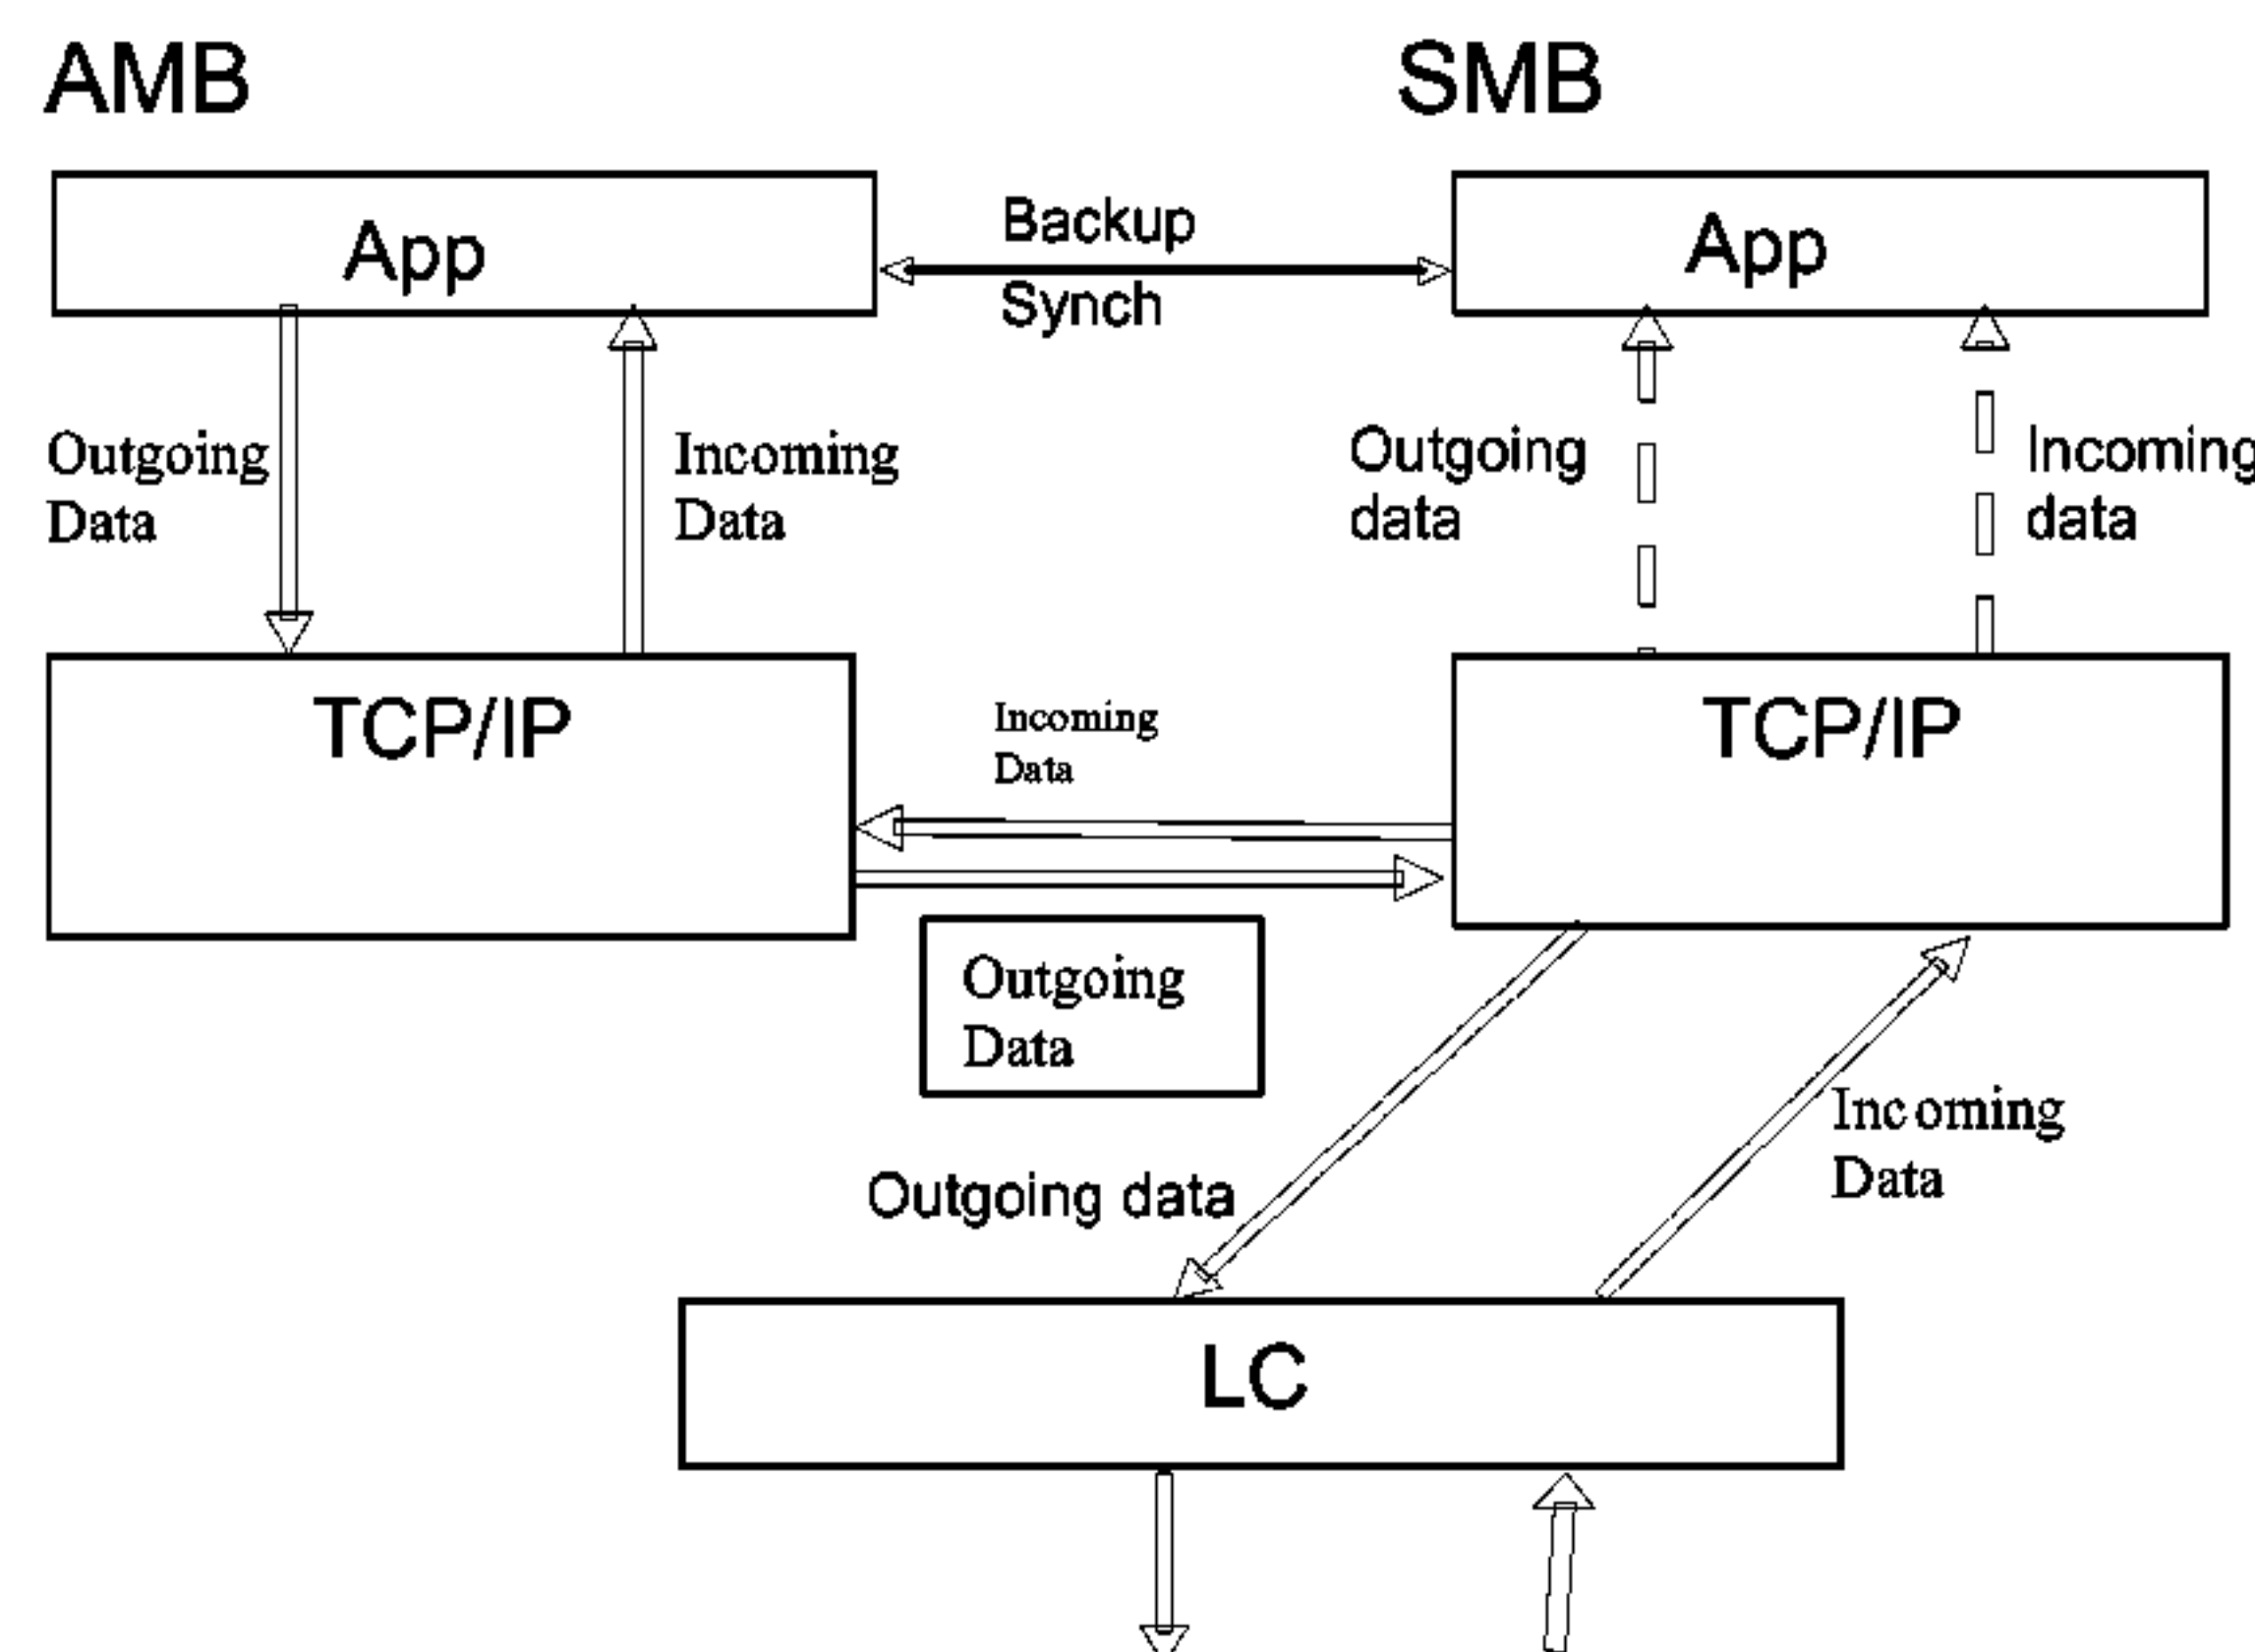 AMB
SMB
App
Backup
Synch
App
Outgoing
Data
Incoming
Data
Outgoing
data
Incoming
data
TCP/IP
Incoming
Data
TCP/IP
Outgoing
Data
Outgoing data
Incoming
Data
LC